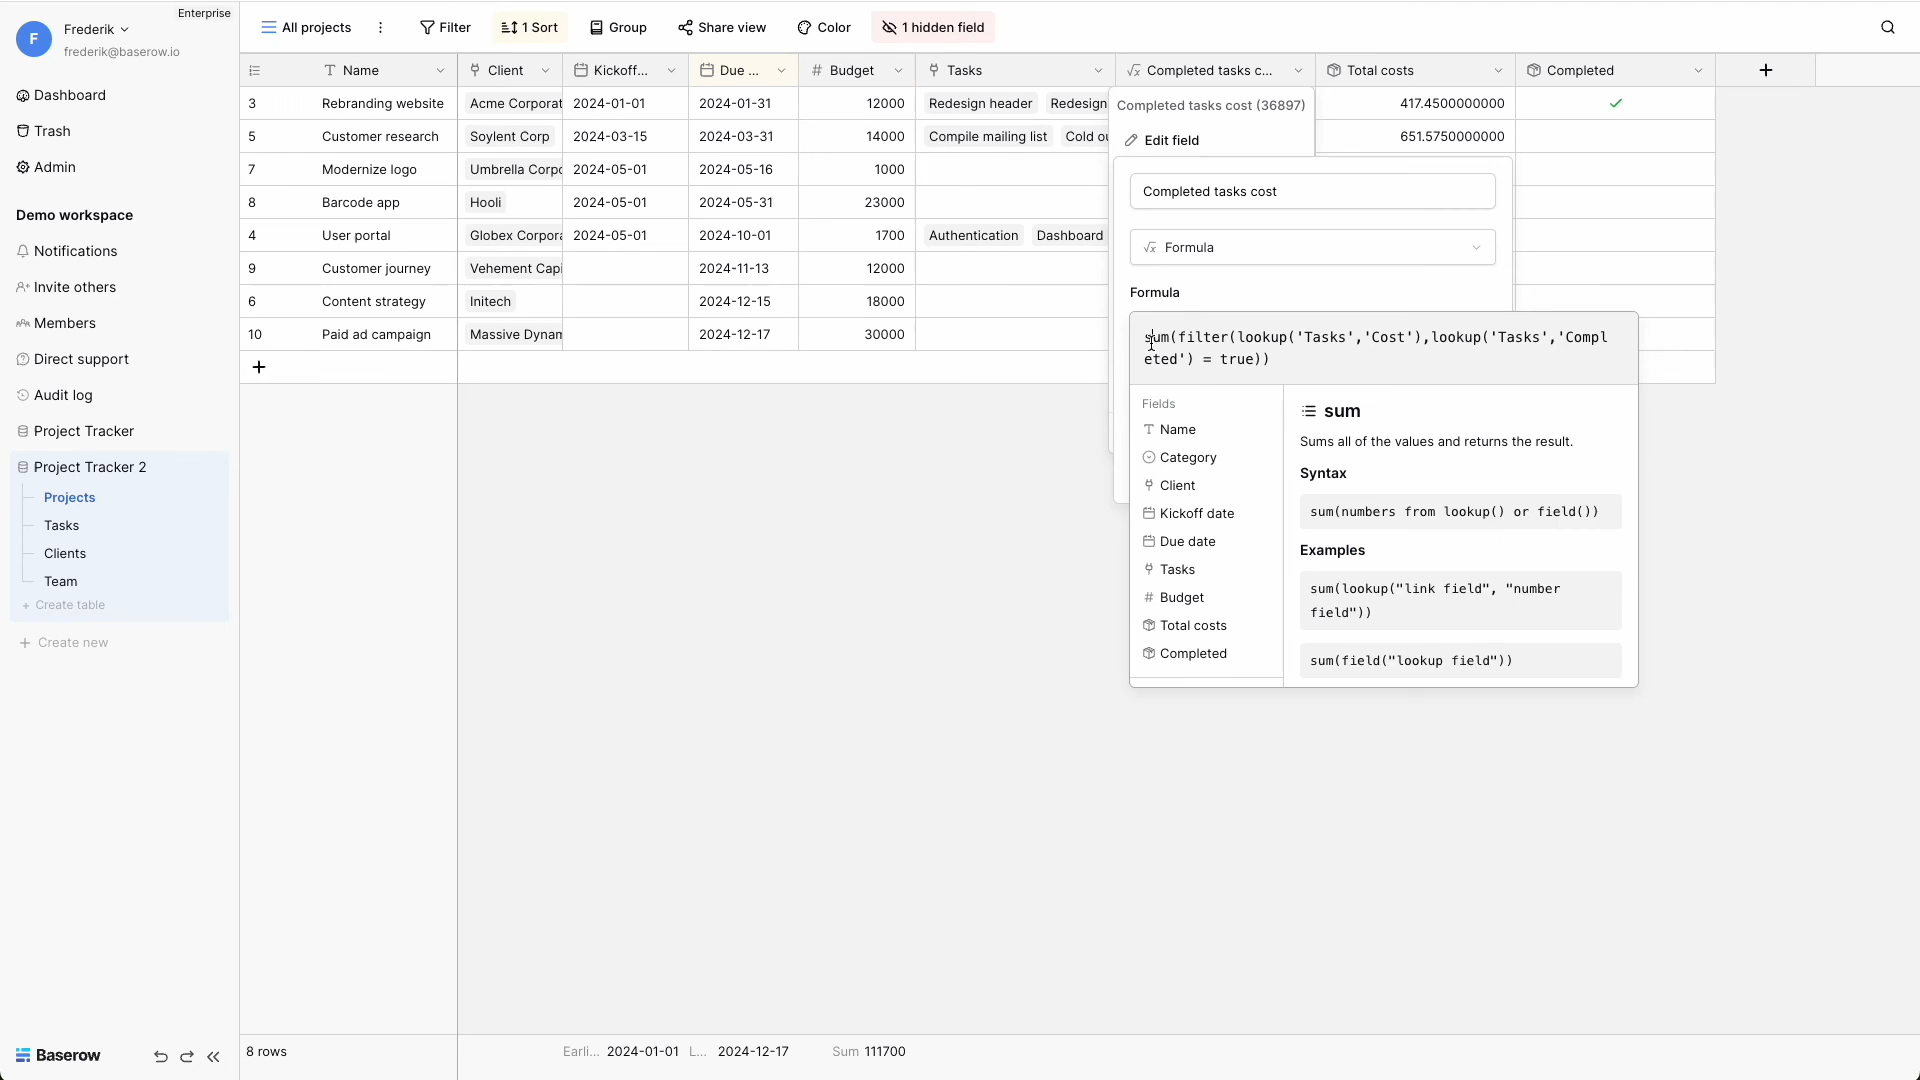 Enterprise
F
Frederik
frederik@baserow.io
Dashboard
Trash
Admin
Demo workspace
Notifications
Invite others
Members
Direct support
Audit log
Project Tracker
Project Tracker 2
Projects
Tasks
Clients
Team
+ Create table
+ Create new
Baserow
All projects
Filter
1 Sort
Group
Share view
Color
1 hidden field
Name
Client
Kickoff...
Due ...
# Budget
Tasks
Completed tasks c...
Total costs
Completed
+
3 Rebranding website Acme Corporat 2024-01-01 2024-01-31 12000 Redesign header Redesign 417.4500000000
5 Customer research Soylent Corp 2024-03-15 2024-03-31 14000 Compile mailing list Cold ou 651.5750000000
7 Modernize logo Umbrella Corpo 2024-05-01 2024-05-16 1000
8 Barcode app Hooli 2024-05-01 2024-05-31 23000
4 User portal Globex Corpora 2024-05-01 2024-10-01 1700 Authentication Dashboard
9 Customer journey Vehement Capi 2024-11-13 12000
6 Content strategy Initech 2024-12-15 18000
10 Paid ad campaign Massive Dynam 2024-12-17 30000
+
8 rows
Earli... 2024-01-01
L... 2024-12-17
Sum 111700
Completed tasks cost (36897)
Edit field
Completed tasks cost
Formula
Formula
sum(filter(lookup('Tasks','Cost'),lookup('Tasks','Compl
eted') = true))
Fields
Name
Category
Client
Kickoff date
Due date
Tasks
# Budget
Total costs
Completed
sum
Sums all of the values and returns the result.
Syntax
sum(numbers from lookup() or field())
Examples
sum(lookup("link field", "number
field"))
sum(field("lookup field"))